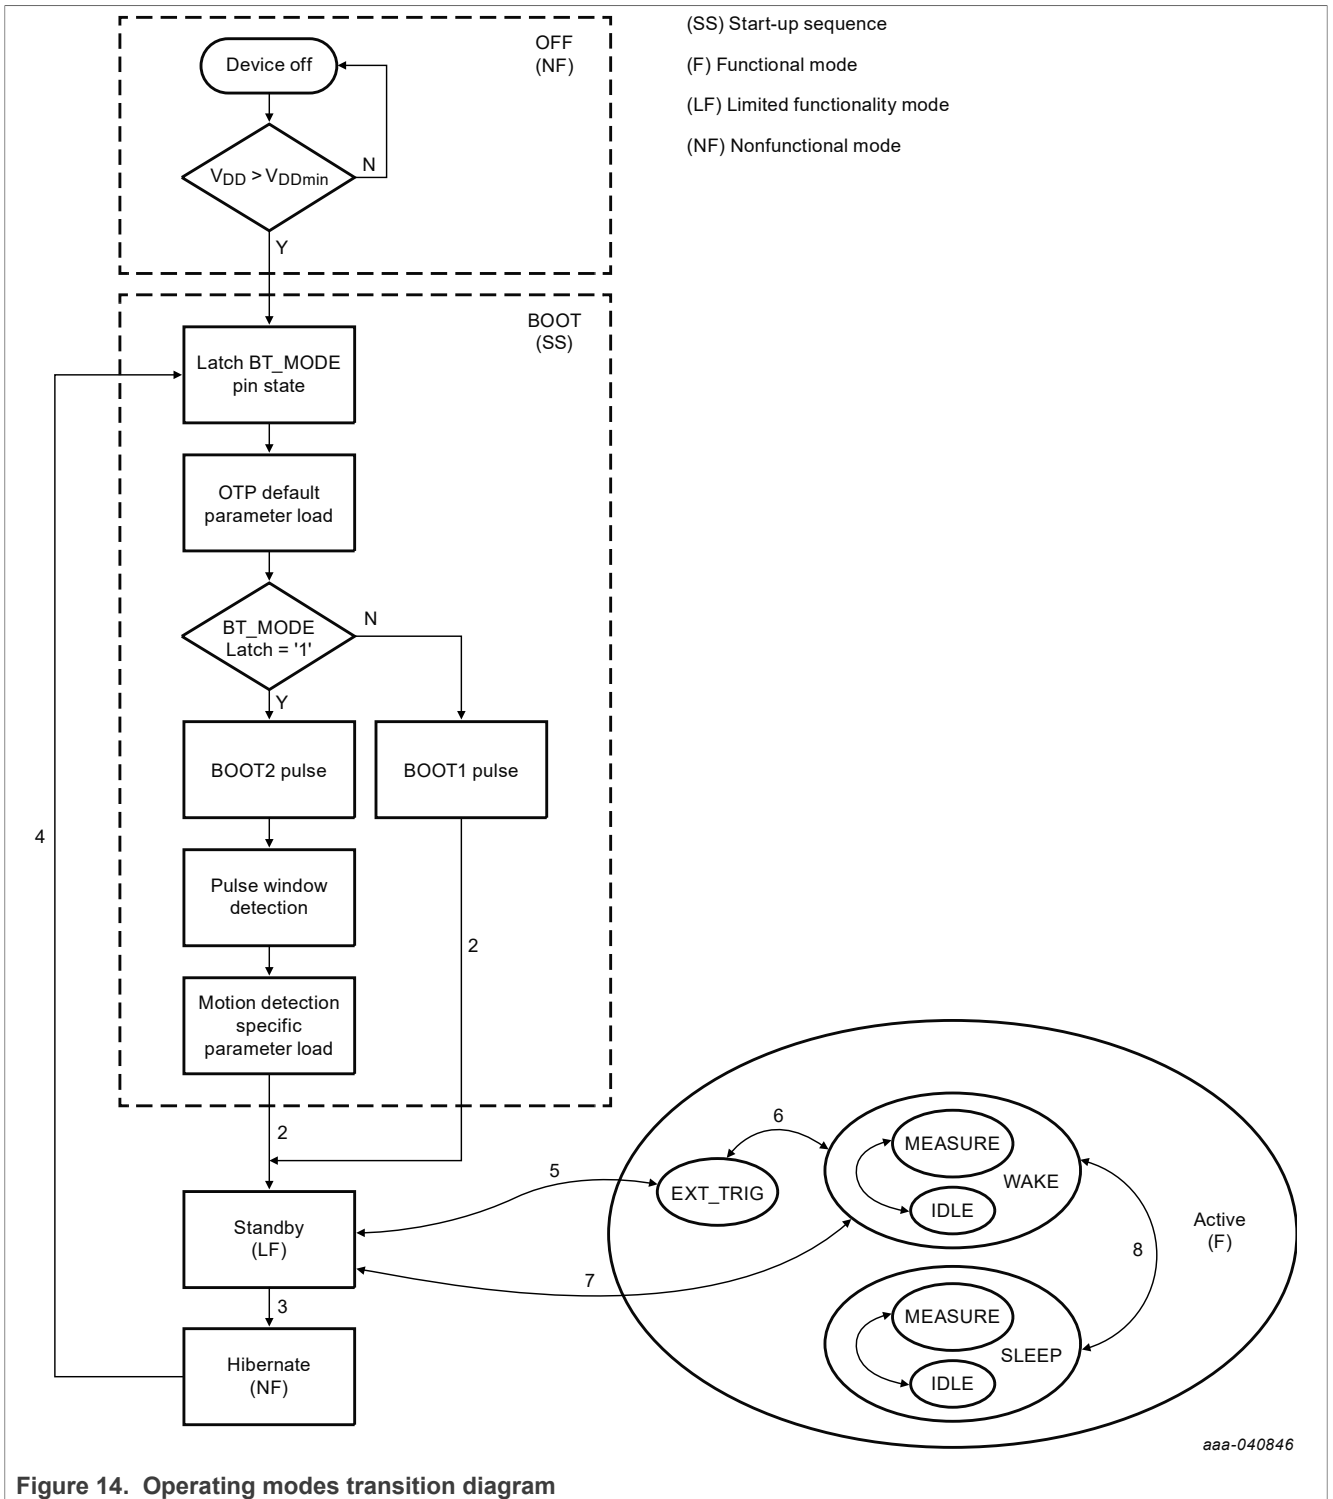 (SS) Start-up sequence
(F) Functional mode
(LF) Limited functionality mode
(NF) Nonfunctional mode
OFF
(NF)
Device off
VDD > VDDmin
N
Y
BOOT
(SS)
Latch BT_MODE
pin state
OTP default
parameter load
BT_MODE
Latch = '1'
N
Y
BOOT2 pulse
BOOT1 pulse
4
Pulse window
detection
2
Motion detection
specific
parameter load
2
Standby
(LF)
3
Hibernate
(NF)
5
6
7
EXT_TRIG
MEASURE
WAKE
IDLE
8
Active
(F)
MEASURE
SLEEP
IDLE
aaa-040846
Figure 14. Operating modes transition diagram